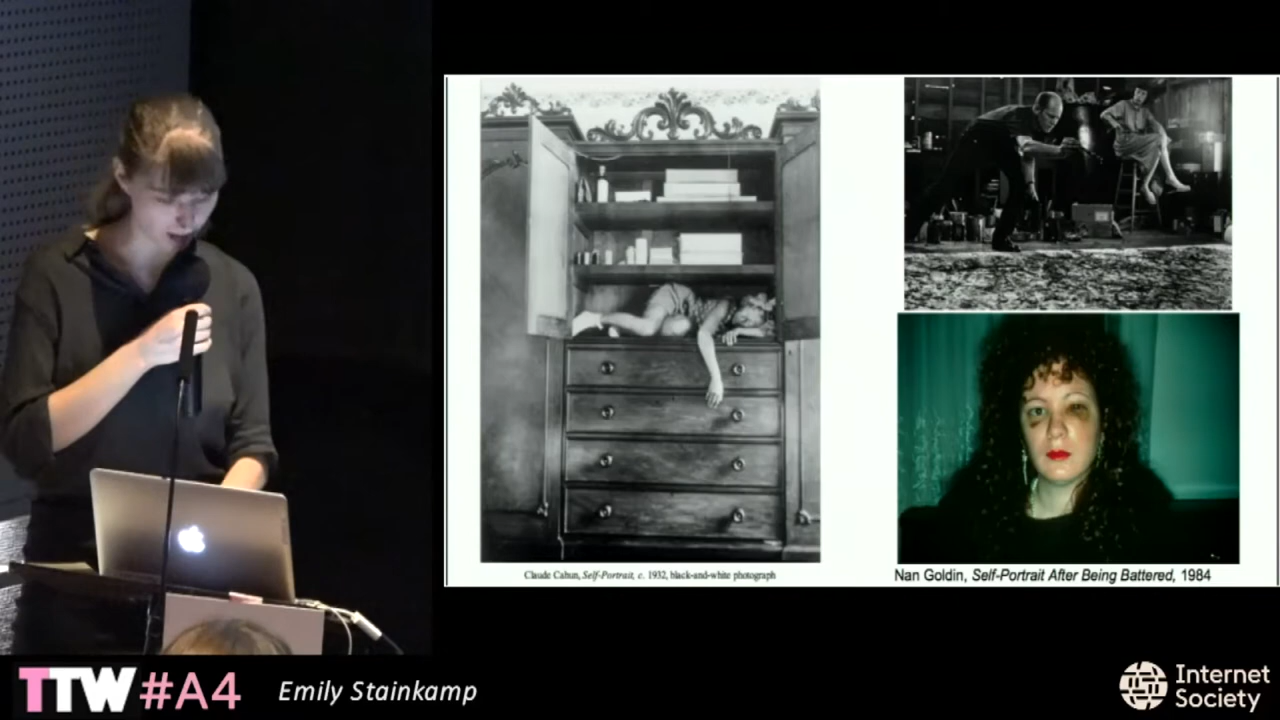 Claude Cahun, Self-Portrait, c. 1932, black-and-white photograph
Nan Goldin, Self-Portrait After Being Battered, 1984
TTW #A4
Emily Stainkamp
Internet
Society